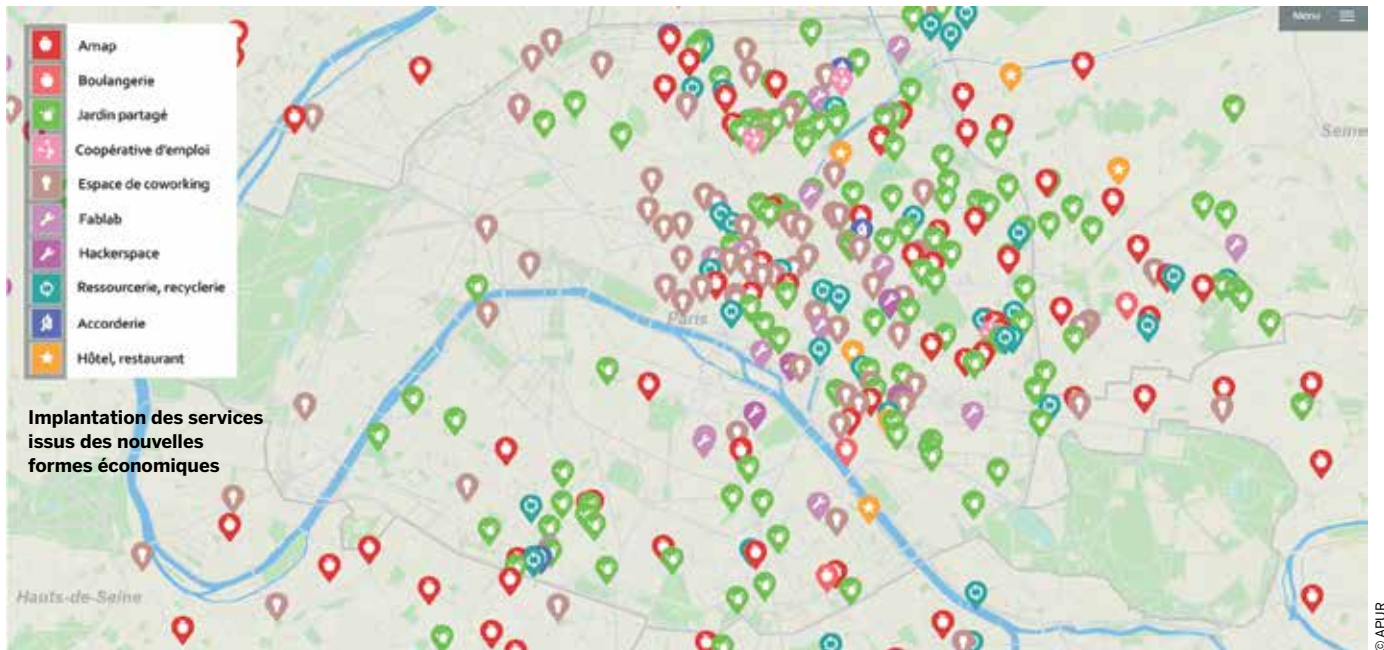 Menu
Amap
Boulangerie
Jardin partagé
Coopérative d'emploi
Espace de coworking
Fablab
Hackerspace
Ressourcerie, recyclerie
Accorderie
Hôtel, restaurant
Implantation des services
issus des nouvelles
formes économiques
Paris
Seine
Hauts-de-Seine
© APUR